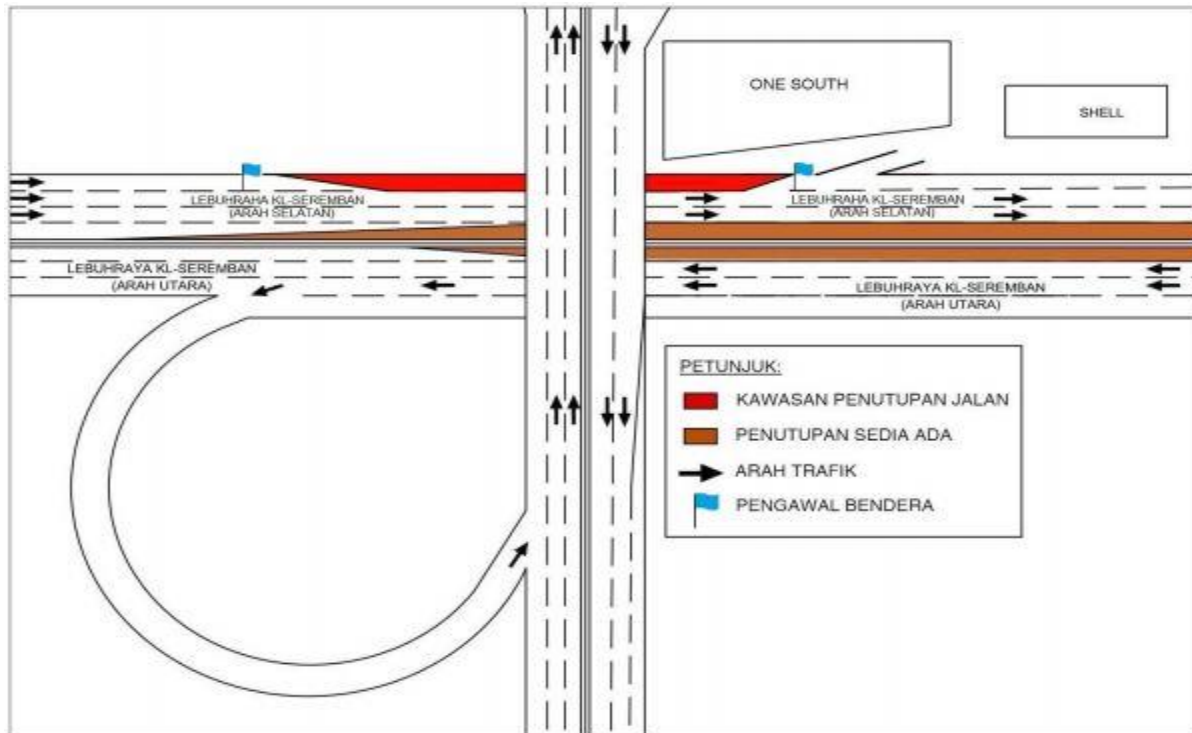 ONE SOUTH
SHELL
LEBUHRAHA KL-SEREMBAN
(ARAH SELATAN)
LEBUHRAHA KL-SEREMBAN
(ARAH SELATAN)
LEBUHRAYA KL-SEREMBAN
(ARAH UTARA)
LEBUHRAYA KL-SEREMBAN
(ARAH UTARA)
PETUNJUK:
KAWASAN PENUTUPAN JALAN
PENUTUPAN SEDIA ADA
ARAH TRAFIK
PENGAWAL BENDERA